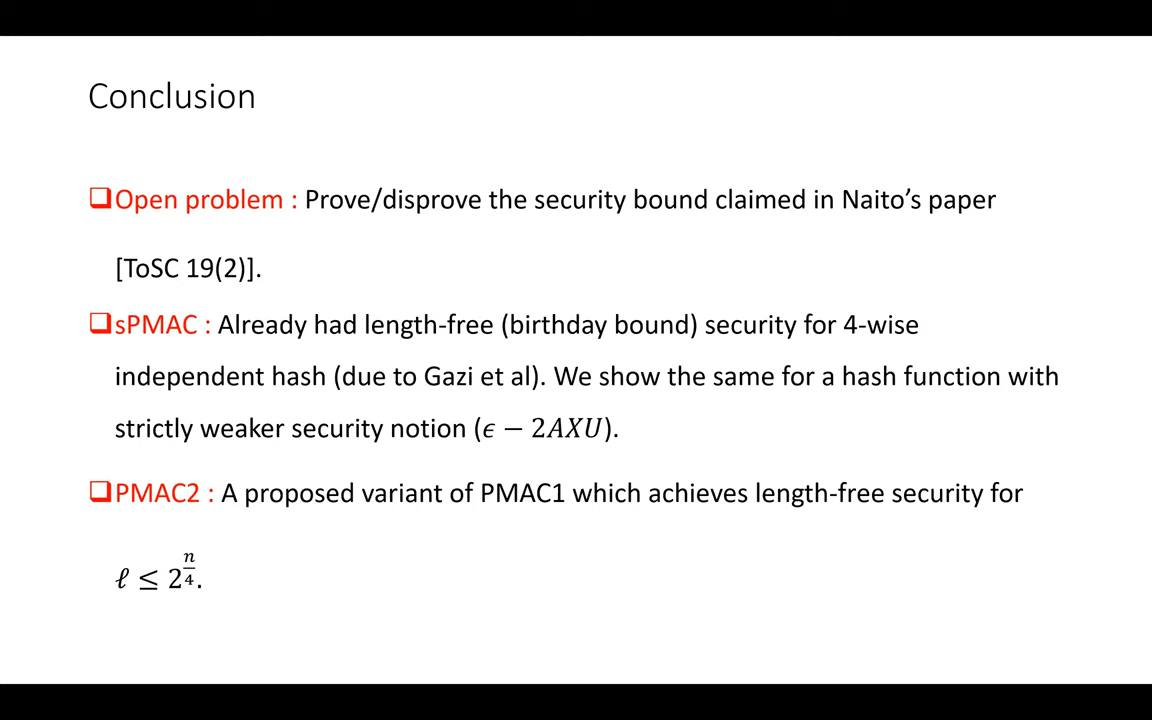 Conclusion
❑Open problem : Prove/disprove the security bound claimed in Naito’s paper
[ToSC 19(2)].
❑sPMAC : Already had length-free (birthday bound) security for 4-wise
independent hash (due to Gazi et al). We show the same for a hash function with
strictly weaker security notion (𝜖 − 2𝐴𝑋𝑈).
❑PMAC2 : A proposed variant of PMAC1 which achieves length-free security for
ℓ ≤ 2^{n/4}.